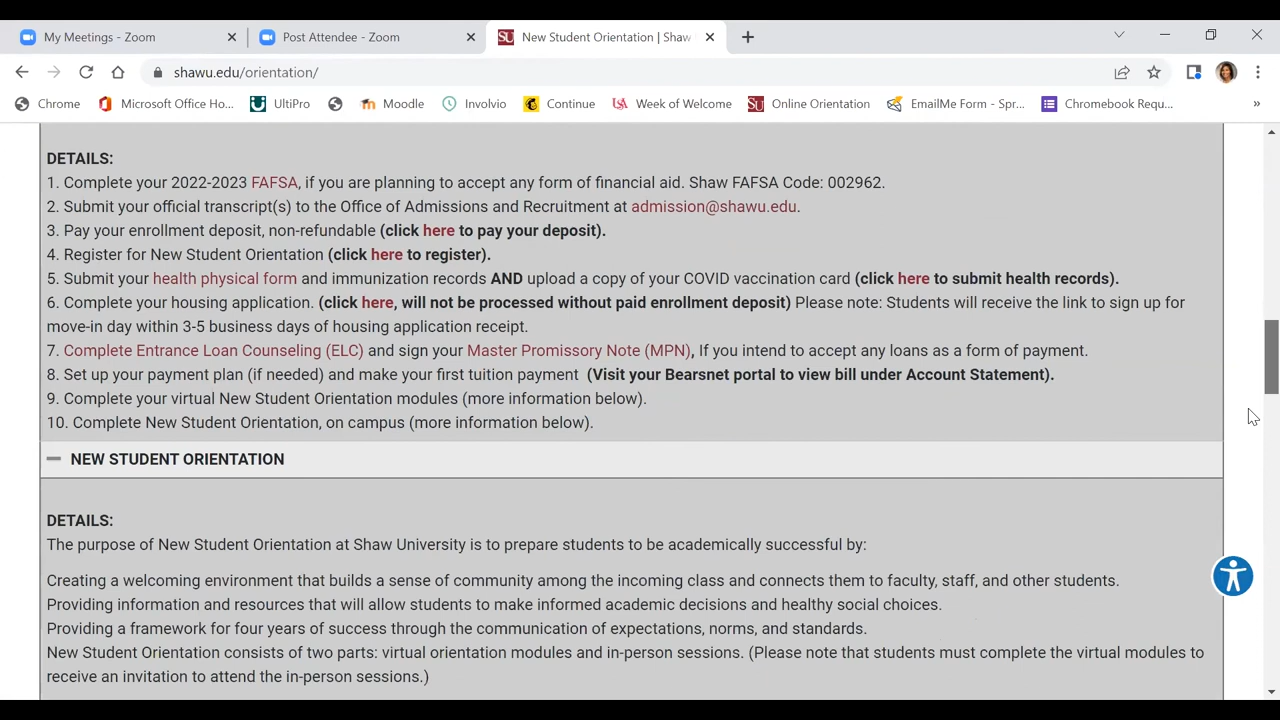 My Meetings - Zoom
Post Attendee - Zoom
SU New Student Orientation | Shaw
shawu.edu/orientation/
Chrome
Microsoft Office Ho...
UltiPro
Moodle
Involvio
Continue
Week of Welcome
SU Online Orientation
EmailMe Form - Spr...
Chromebook Requ...
»
DETAILS:
1. Complete your 2022-2023 FAFSA, if you are planning to accept any form of financial aid. Shaw FAFSA Code: 002962.
2. Submit your official transcript(s) to the Office of Admissions and Recruitment at admission@shawu.edu.
3. Pay your enrollment deposit, non-refundable (click here to pay your deposit).
4. Register for New Student Orientation (click here to register).
5. Submit your health physical form and immunization records AND upload a copy of your COVID vaccination card (click here to submit health records).
6. Complete your housing application. (click here, will not be processed without paid enrollment deposit) Please note: Students will receive the link to sign up for
move-in day within 3-5 business days of housing application receipt.
7. Complete Entrance Loan Counseling (ELC) and sign your Master Promissory Note (MPN), If you intend to accept any loans as a form of payment.
8. Set up your payment plan (if needed) and make your first tuition payment (Visit your Bearsnet portal to view bill under Account Statement).
9. Complete your virtual New Student Orientation modules (more information below).
10. Complete New Student Orientation, on campus (more information below).
NEW STUDENT ORIENTATION
DETAILS:
The purpose of New Student Orientation at Shaw University is to prepare students to be academically successful by:
Creating a welcoming environment that builds a sense of community among the incoming class and connects them to faculty, staff, and other students.
Providing information and resources that will allow students to make informed academic decisions and healthy social choices.
Providing a framework for four years of success through the communication of expectations, norms, and standards.
New Student Orientation consists of two parts: virtual orientation modules and in-person sessions. (Please note that students must complete the virtual modules to
receive an invitation to attend the in-person sessions.)